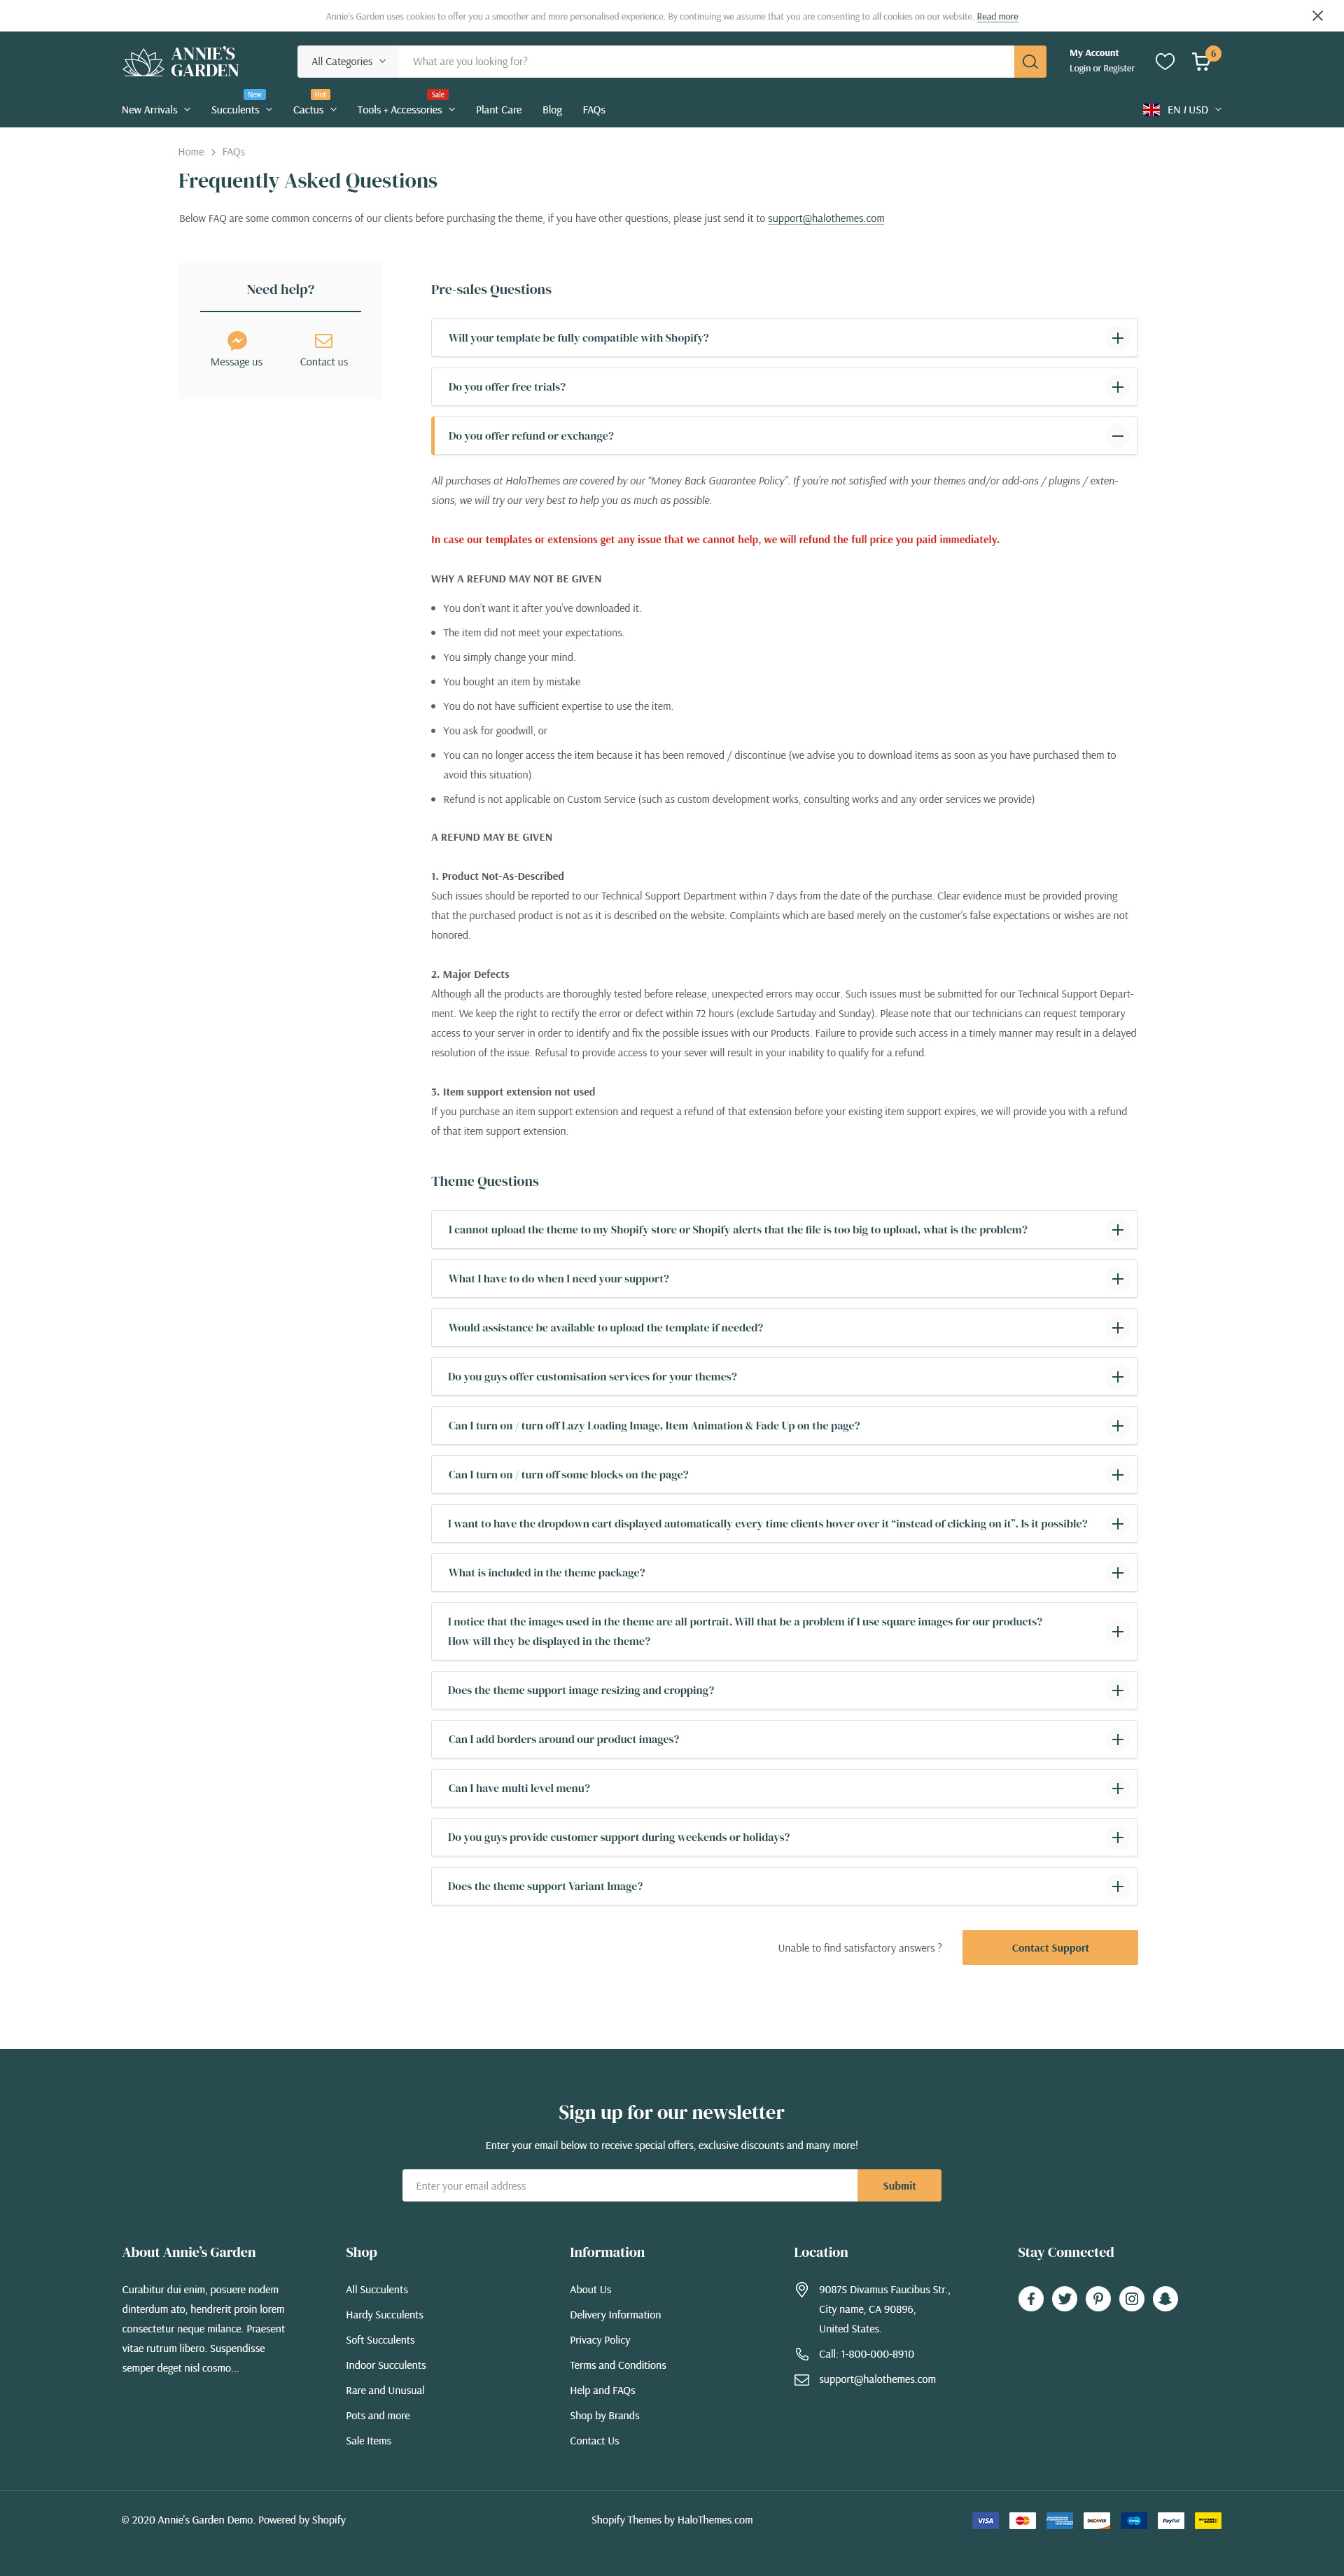 Annie's Garden uses cookies to offer you a smoother and more personalised experience. By continuing we assume that you are consenting to all cookies on our website. Read more
ANNIE'S
GARDEN
All Categories
What are you looking for?
My Account
Login or Register
6
New
Hot
Sale
New Arrivals
Succulents
Cactus
Tools + Accessories
Plant Care
Blog
FAQs
EN / USD
Home > FAQs
Frequently Asked Questions
Below FAQ are some common concerns of our clients before purchasing the theme, if you have other questions, please just send it to support@halothemes.com
Need help?
Message us
Contact us
Pre-sales Questions
Will your template be fully compatible with Shopify?
Do you offer free trials?
Do you offer refund or exchange?
All purchases at HaloThemes are covered by our “Money Back Guarantee Policy”. If you're not satisfied with your themes and/or add-ons / plugins / exten-
sions, we will try our very best to help you as much as possible.
In case our templates or extensions get any issue that we cannot help, we will refund the full price you paid immediately.
WHY A REFUND MAY NOT BE GIVEN
• You don't want it after you've downloaded it.
• The item did not meet your expectations.
• You simply change your mind.
• You bought an item by mistake
• You do not have sufficient expertise to use the item.
• You ask for goodwill, or
• You can no longer access the item because it has been removed / discontinue (we advise you to download items as soon as you have purchased them to
avoid this situation).
• Refund is not applicable on Custom Service (such as custom development works, consulting works and any order services we provide)
A REFUND MAY BE GIVEN
1. Product Not-As-Described
Such issues should be reported to our Technical Support Department within 7 days from the date of the purchase. Clear evidence must be provided proving
that the purchased product is not as it is described on the website. Complaints which are based merely on the customer's false expectations or wishes are not
honored.
2. Major Defects
Although all the products are thoroughly tested before release, unexpected errors may occur. Such issues must be submitted for our Technical Support Depart-
ment. We keep the right to rectify the error or defect within 72 hours (exclude Sartuday and Sunday). Please note that our technicians can request temporary
access to your server in order to identify and fix the possible issues with our Products. Failure to provide such access in a timely manner may result in a delayed
resolution of the issue. Refusal to provide access to your sever will result in your inability to qualify for a refund.
3. Item support extension not used
If you purchase an item support extension and request a refund of that extension before your existing item support expires, we will provide you with a refund
of that item support extension.
Theme Questions
I cannot upload the theme to my Shopify store or Shopify alerts that the file is too big to upload, what is the problem?
What I have to do when I need your support?
Would assistance be available to upload the template if needed?
Do you guys offer customisation services for your themes?
Can I turn on / turn off Lazy Loading Image, Item Animation & Fade Up on the page?
Can I turn on / turn off some blocks on the page?
I want to have the dropdown cart displayed automatically every time clients hover over it “instead of clicking on it”. Is it possible?
What is included in the theme package?
I notice that the images used in the theme are all portrait. Will that be a problem if I use square images for our products?
How will they be displayed in the theme?
Does the theme support image resizing and cropping?
Can I add borders around our product images?
Can I have multi level menu?
Do you guys provide customer support during weekends or holidays?
Does the theme support Variant Image?
Unable to find satisfactory answers ?
Contact Support
Sign up for our newsletter
Enter your email below to receive special offers, exclusive discounts and many more!
Enter your email address
Submit
About Annie's Garden
Curabitur dui enim, posuere nodem
dinterdum ato, hendrerit proin lorem
consectetur neque milance. Praesent
vitae rutrum libero. Suspendisse
semper deget nisl cosmo...
Shop
All Succulents
Hardy Succulents
Soft Succulents
Indoor Succulents
Rare and Unusual
Pots and more
Sale Items
Information
About Us
Delivery Information
Privacy Policy
Terms and Conditions
Help and FAQs
Shop by Brands
Contact Us
Location
9087S Divamus Faucibus Str.,
City name, CA 90896,
United States.
Call: 1-800-000-8910
support@halothemes.com
Stay Connected
© 2020 Annie's Garden Demo. Powered by Shopify
Shopify Themes by HaloThemes.com
VISA
DISCOVER
PayPal